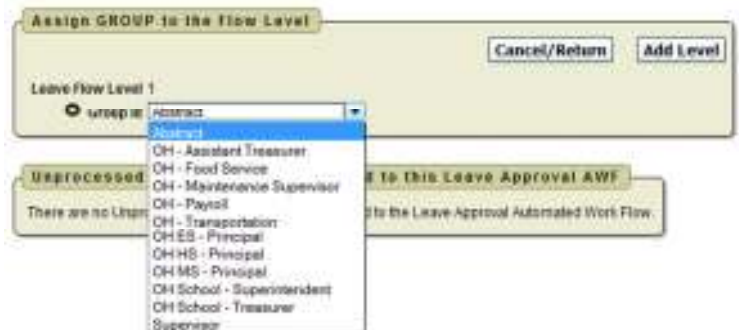 Assign GROUP to the Flow Level
Cancel/Return Add Level
Leave Flow Level 1
Group is Abstract
Abstract
OH - Assistant Treasurer
OH - Food Service
OH - Maintenance Supervisor
OH - Payroll
OH - Transportation
OH ES - Principal
OH HS - Principal
OH MS - Principal
OH School - Superintendent
OH School - Treasurer
Supervisor
Unprocessed d to this Leave Approval AWF
There are no Unpr d to the Leave Approval Automated Work Flow.